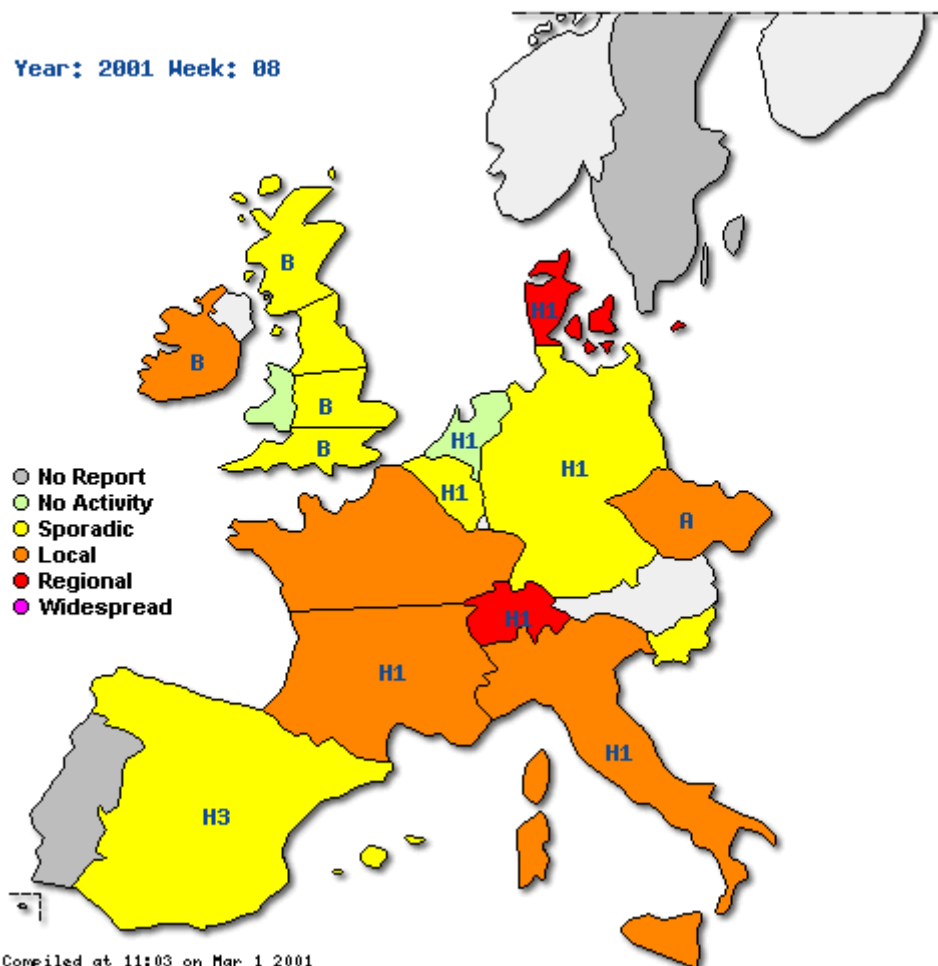 Year: 2001 Week: 08
B
H1
B
B
H1
B
H1
H1
No Report
No Activity
Sporadic
Local
Regional
Widespread
A
H1
H1
H1
H3
Compiled at 11:03 on Mar 1 2001